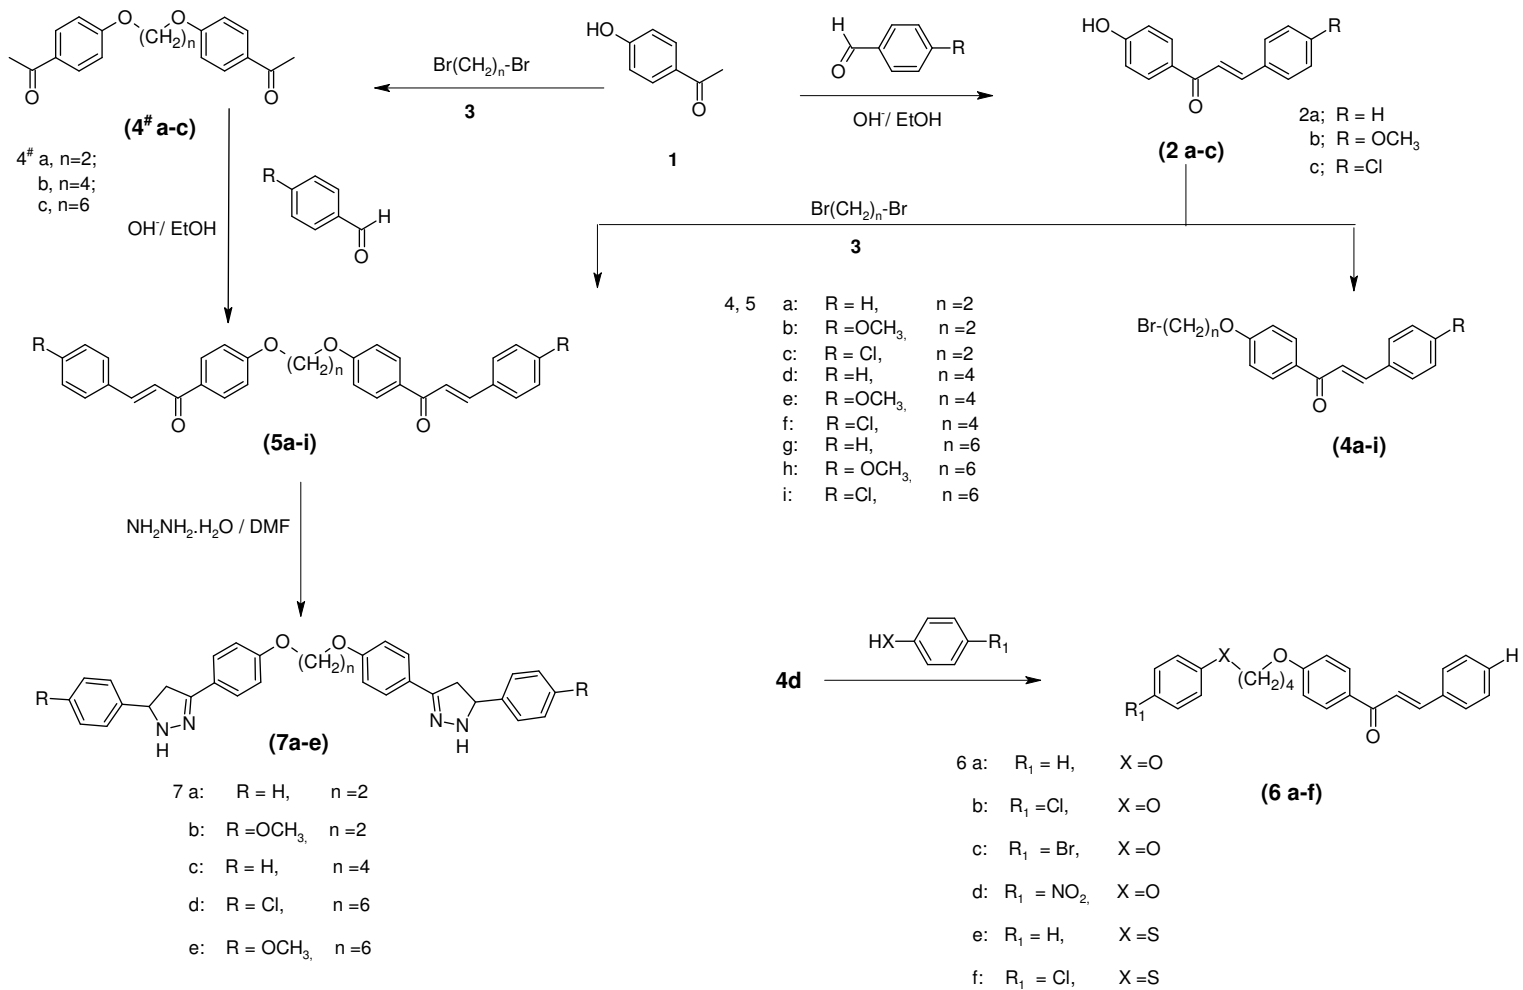 O O
(CH2)n
O O
(4# a-c)
4# a, n=2;
b, n=4;
c, n=6
Br(CH2)n-Br
3
HO
O
1
H
O
R
OH-/ EtOH
HO
R
O
(2 a-c)
2a; R = H
b; R = OCH3
c; R =Cl
OH-/ EtOH
R
H
O
Br(CH2)n-Br
3
R
O O
(CH2)n
R
O O
(5a-i)
4, 5 a: R = H, n =2
b: R =OCH3, n =2
c: R = Cl, n =2
d: R =H, n =4
e: R =OCH3, n =4
f: R =Cl, n =4
g: R =H, n =6
h: R = OCH3, n =6
i: R =Cl, n =6
Br-(CH2)nO
R
O
(4a-i)
NH2NH2.H2O / DMF
R
O O
(CH2)n
R
N N
H
N N
H
(7a-e)
7 a: R = H, n =2
b: R =OCH3, n =2
c: R = H, n =4
d: R = Cl, n =6
e: R = OCH3, n =6
4d
HX
R1
R1
X O
(CH2)4
H
O
(6 a-f)
6 a: R1 = H, X =O
b: R1 =Cl, X =O
c: R1 = Br, X =O
d: R1 = NO2, X =O
e: R1 = H, X =S
f: R1 = Cl, X =S